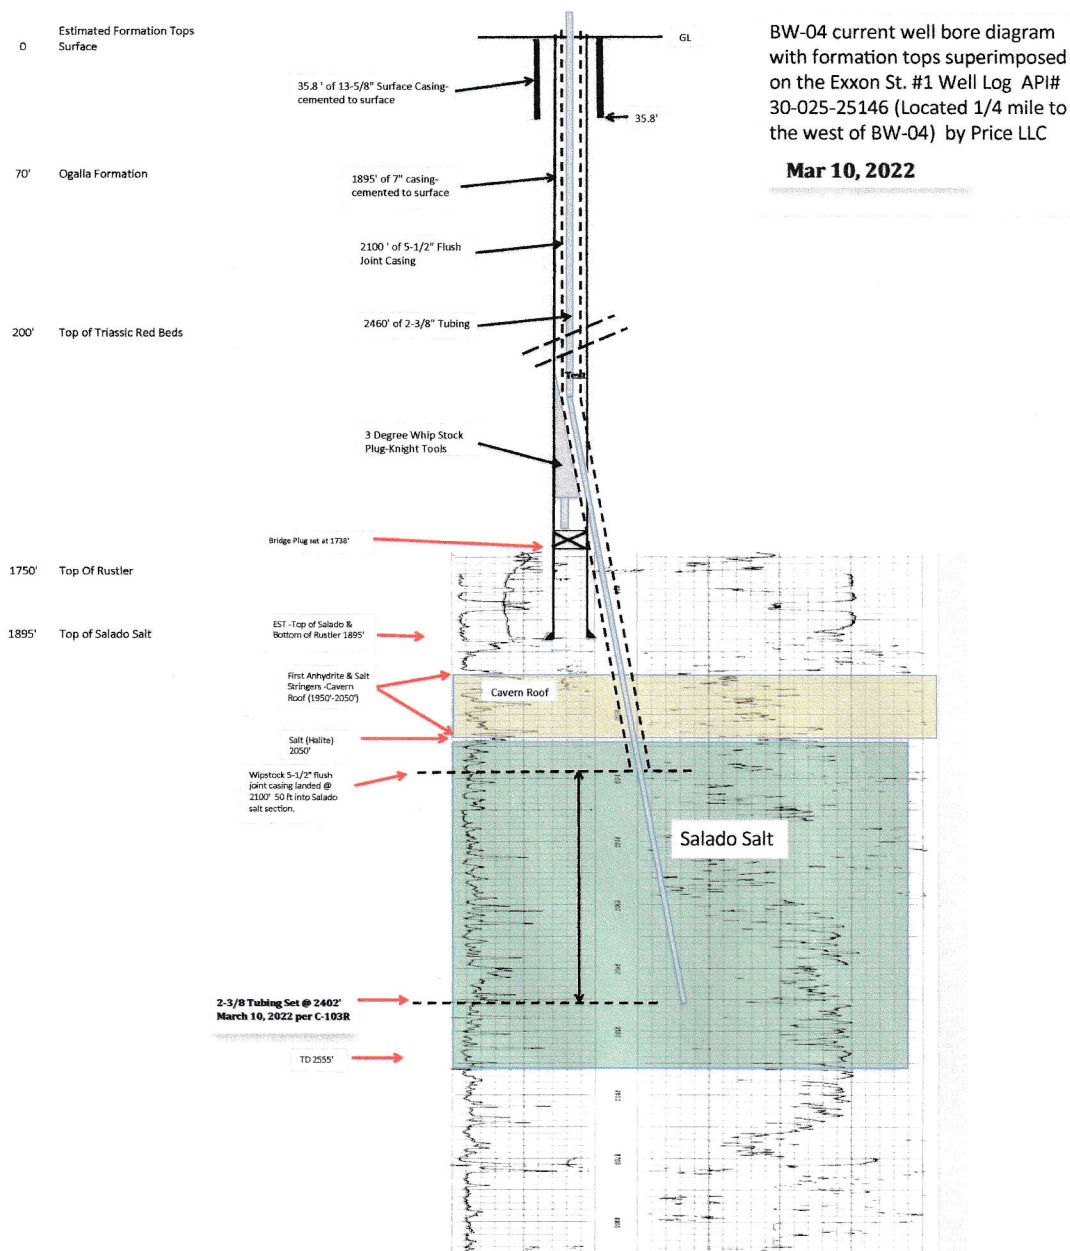 Estimated Formation Tops
0 Surface
GL
BW-04 current well bore diagram
with formation tops superimposed
on the Exxon St. #1 Well Log API#
30-025-25146 (Located 1/4 mile to
the west of BW-04) by Price LLC
Mar 10, 2022
35.8 ' of 13-5/8" Surface Casing-
cemented to surface
35.8'
70' Ogalla Formation
1895' of 7" casing-
cemented to surface
2100 ' of 5-1/2" Flush
Joint Casing
2460' of 2-3/8" Tubing
200' Top of Triassic Red Beds
Test
3 Degree Whip Stock
Plug-Knight Tools
Bridge Plug set at 1738'
1750' Top Of Rustler
1895' Top of Salado Salt
EST -Top of Salado &
Bottom of Rustler 1895'
First Anhydrite & Salt
Stringers -Cavern
Roof (1950'-2050')
Cavern Roof
Salt (Halite)
2050'
Wipstock 5-1/2" flush
joint casing landed @
2100' 50 ft into Salado
salt section.
Salado Salt
2-3/8 Tubing Set @ 2402'
March 10, 2022 per C-103R
TD 2555'